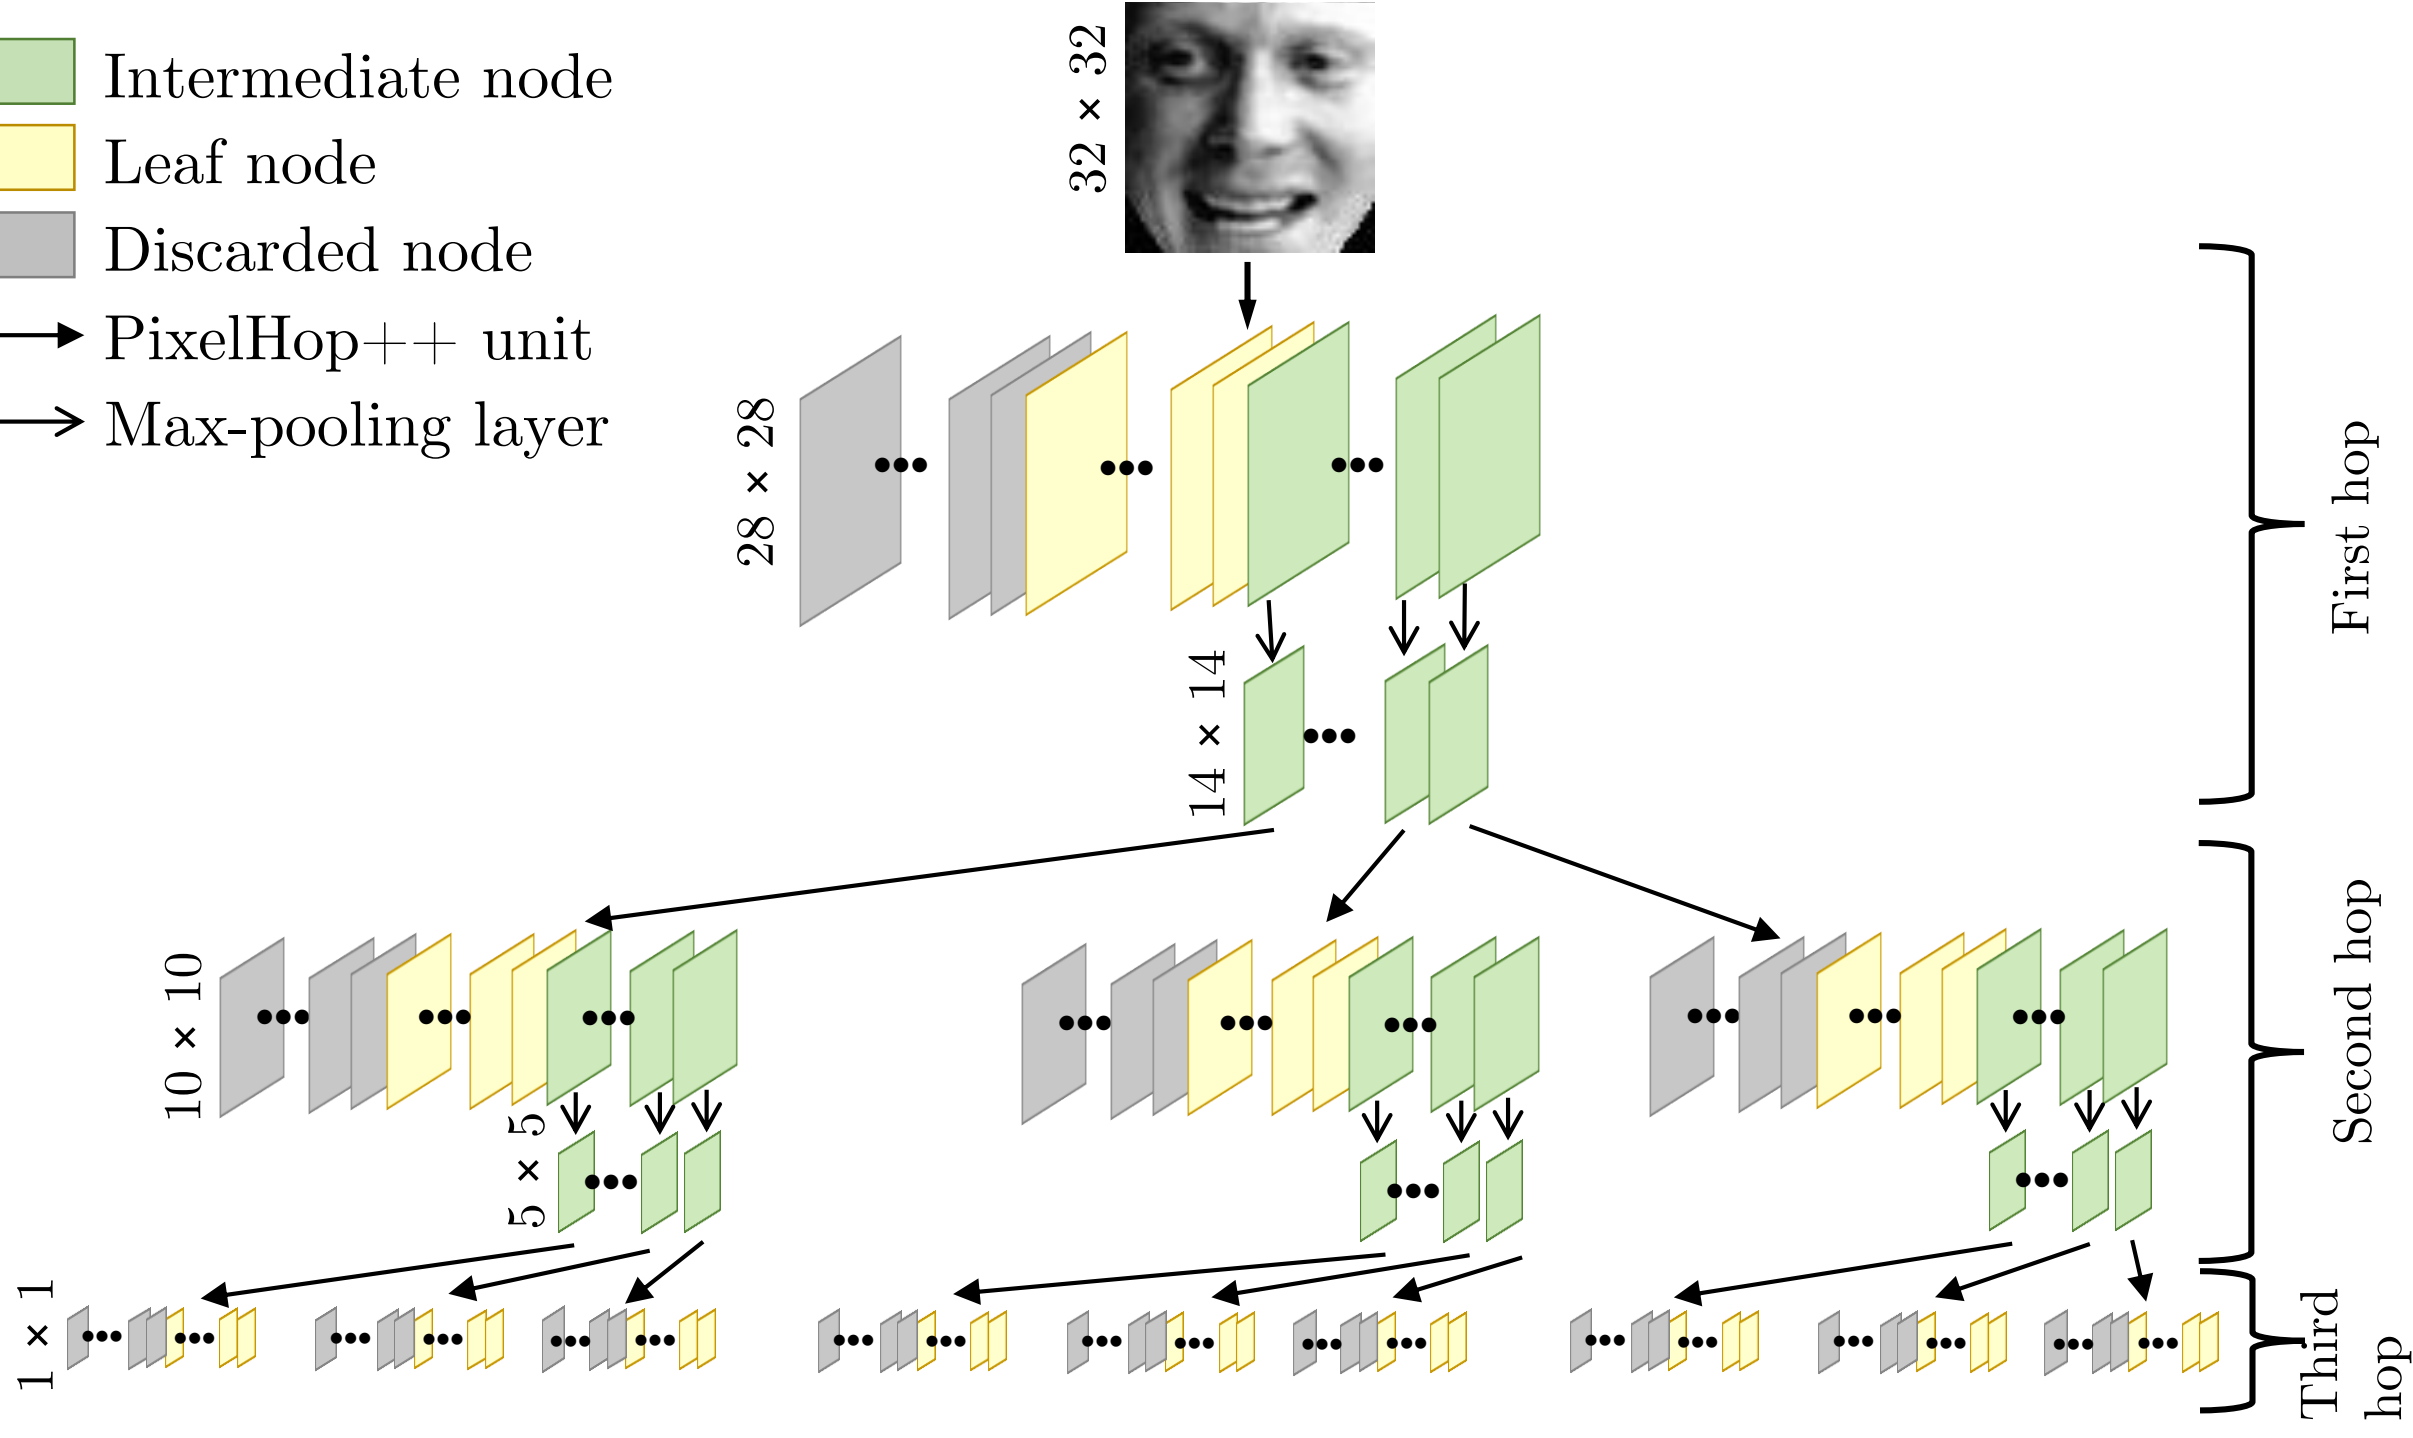 Intermediate node
Leaf node
Discarded node
PixelHop++ unit
Max-pooling layer
32 × 32
28 × 28
14 × 14
First hop
10 × 10
5 × 5
Second hop
1 × 1
Third
hop